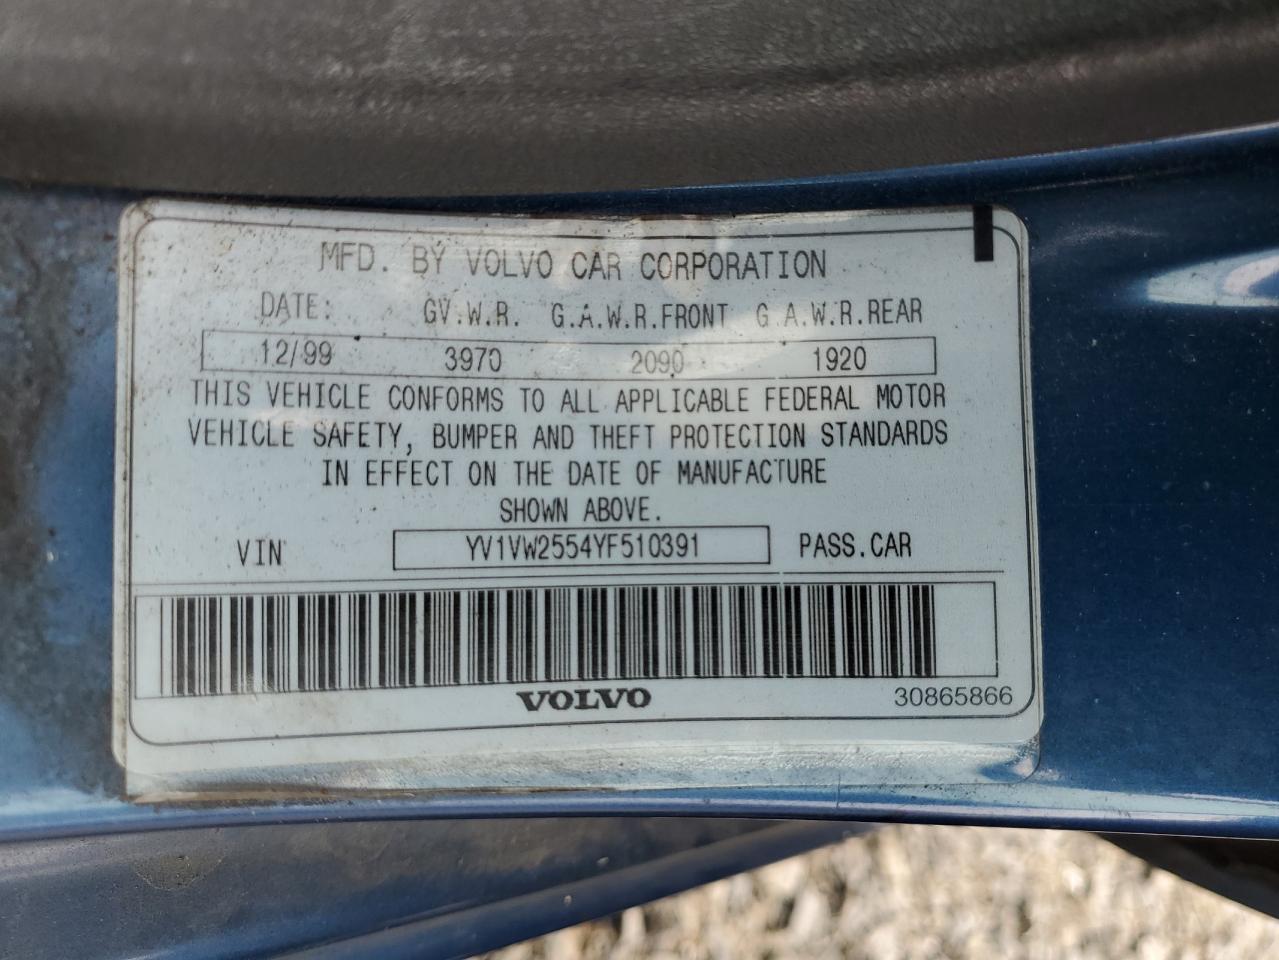 MFD. BY VOLVO CAR CORPORATION
DATE: GV.W.R. G.A.W.R.FRONT G A.W.R.REAR
12/99 3970 2090 1920
THIS VEHICLE CONFORMS TO ALL APPLICABLE FEDERAL MOTOR
VEHICLE SAFETY, BUMPER AND THEFT PROTECTION STANDARDS
IN EFFECT ON THE DATE OF MANUFACTURE
SHOWN ABOVE.
VIN YV1VW2554YF510391 PASS.CAR
VOLVO 30865866